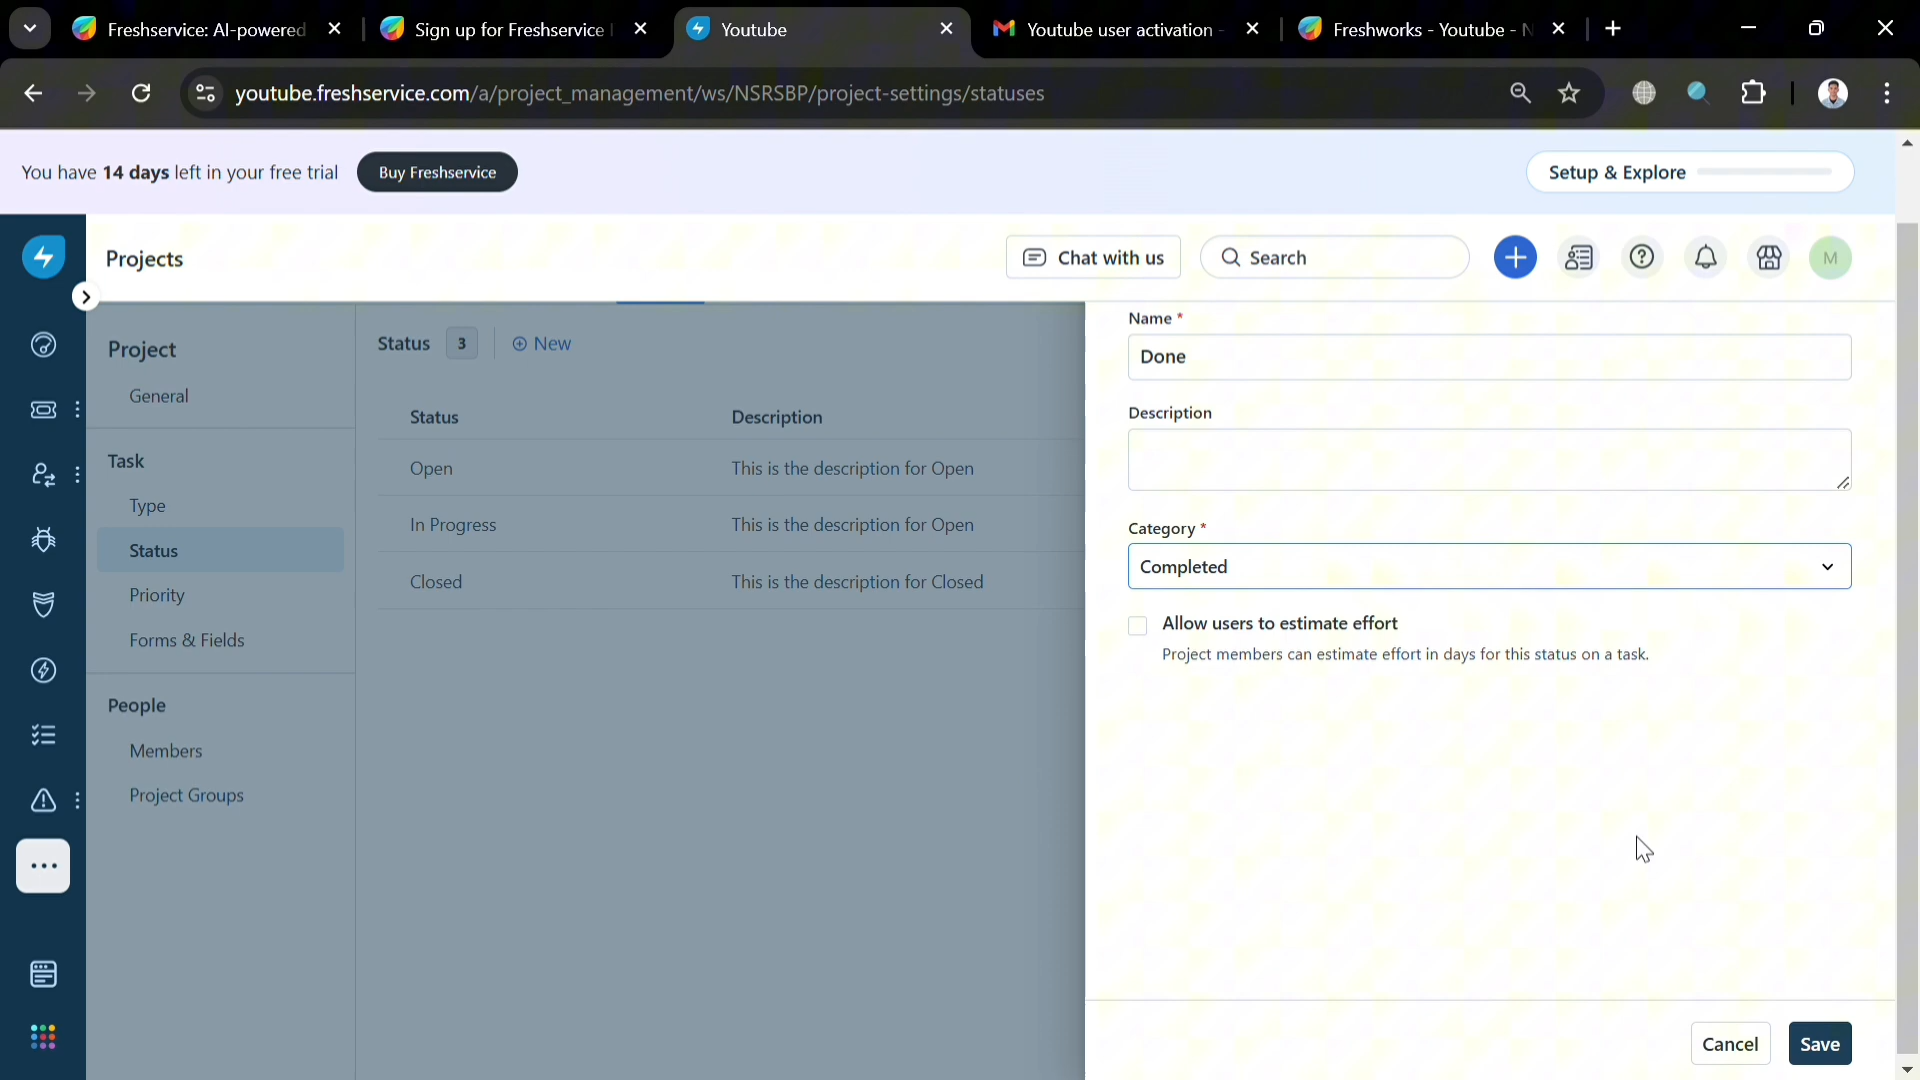 Freshservice: AI-powered
Sign up for Freshservice
Youtube
Youtube user activation -
Freshworks - Youtube - N
youtube.freshservice.com/a/project_management/ws/NSRSBP/project-settings/statuses
You have 14 days left in your free trial
Buy Freshservice
Setup & Explore
Projects
Chat with us
Search
M
Project
General
Task
Type
Status
Priority
Forms & Fields
People
Members
Project Groups
Status 3
New
Status Description
Open This is the description for Open
In Progress This is the description for Open
Closed This is the description for Closed
Name *
Done
Description
Category *
Completed
Allow users to estimate effort
Project members can estimate effort in days for this status on a task.
Cancel
Save